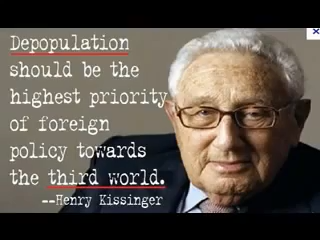 Depopulation
should be the
highest priority
of foreign
policy towards
the third world.
--Henry Kissinger